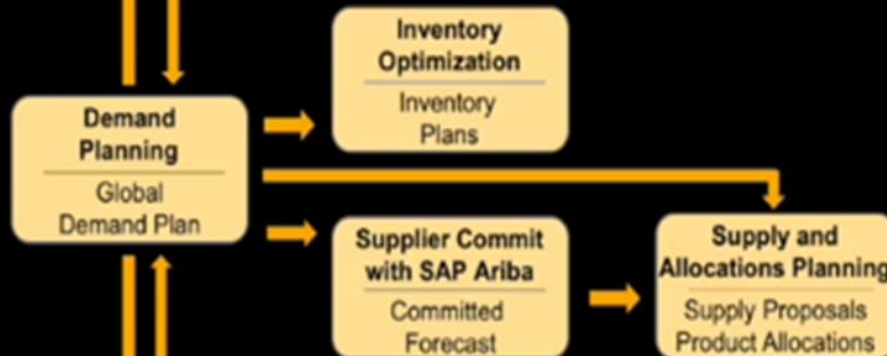 Inventory
Optimization
Inventory
Plans
Demand
Planning
Global
Demand Plan
Supplier Commit
with SAP Ariba
Committed
Forecast
Supply and
Allocations Planning
Supply Proposals
Product Allocations